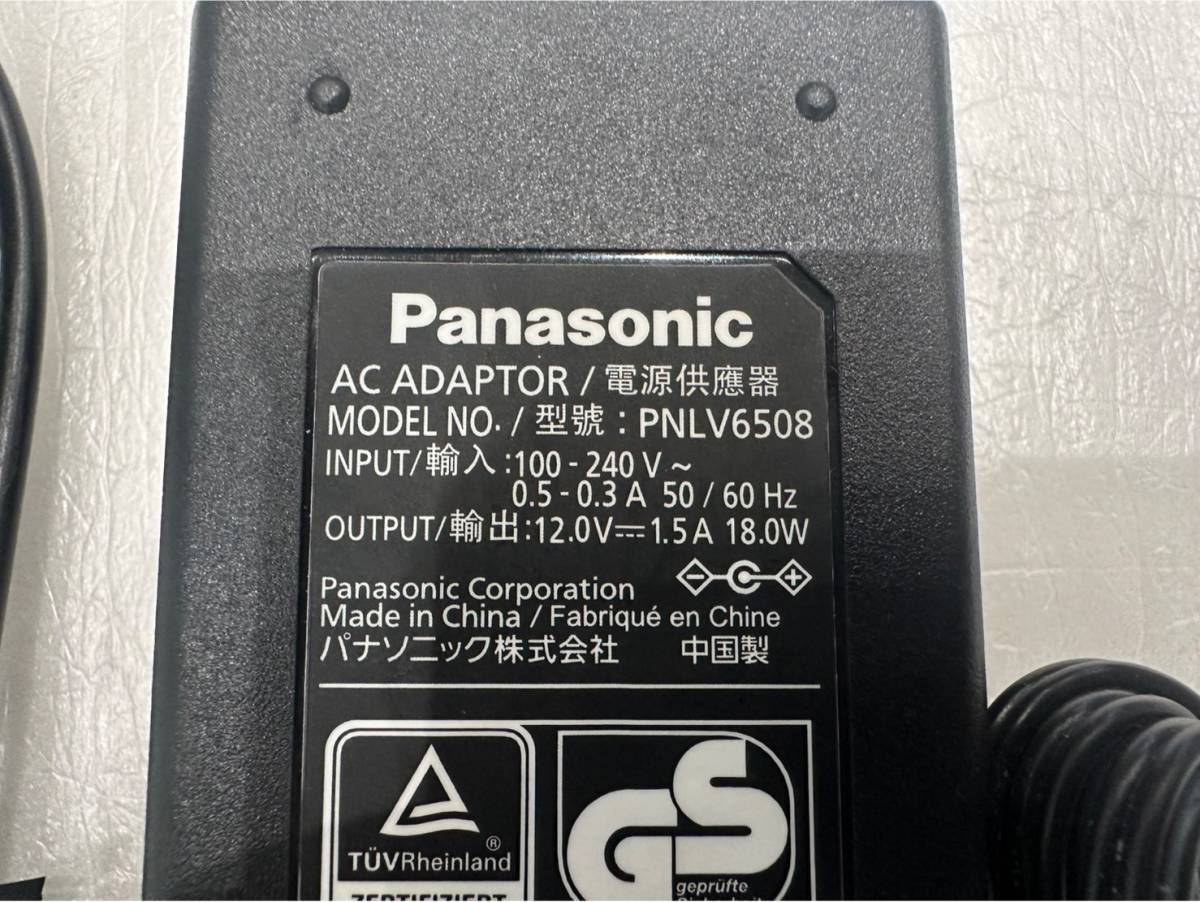 Panasonic
AC ADAPTOR / 電源供應器
MODEL NO. / 型號 : PNLV6508
INPUT/輸入 :100 - 240 V ~
0.5 - 0.3 A 50 / 60 Hz
OUTPUT/輸出 :12.0V⎓1.5 A 18.0W
Panasonic Corporation
Made in China / Fabriqué en Chine
パナソニック株式会社 中国製
TÜVRheinland®
ZERTIFIZIERT
GS
geprüfte
Sicherheit